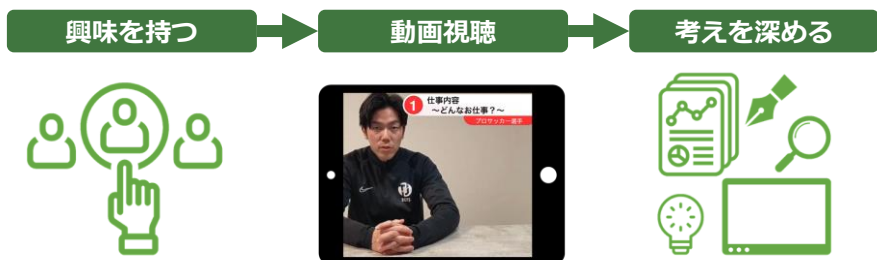 興味を持つ
動画視聴
考えを深める
1
仕事内容
～どんなお仕事？～
プロサッカー選手